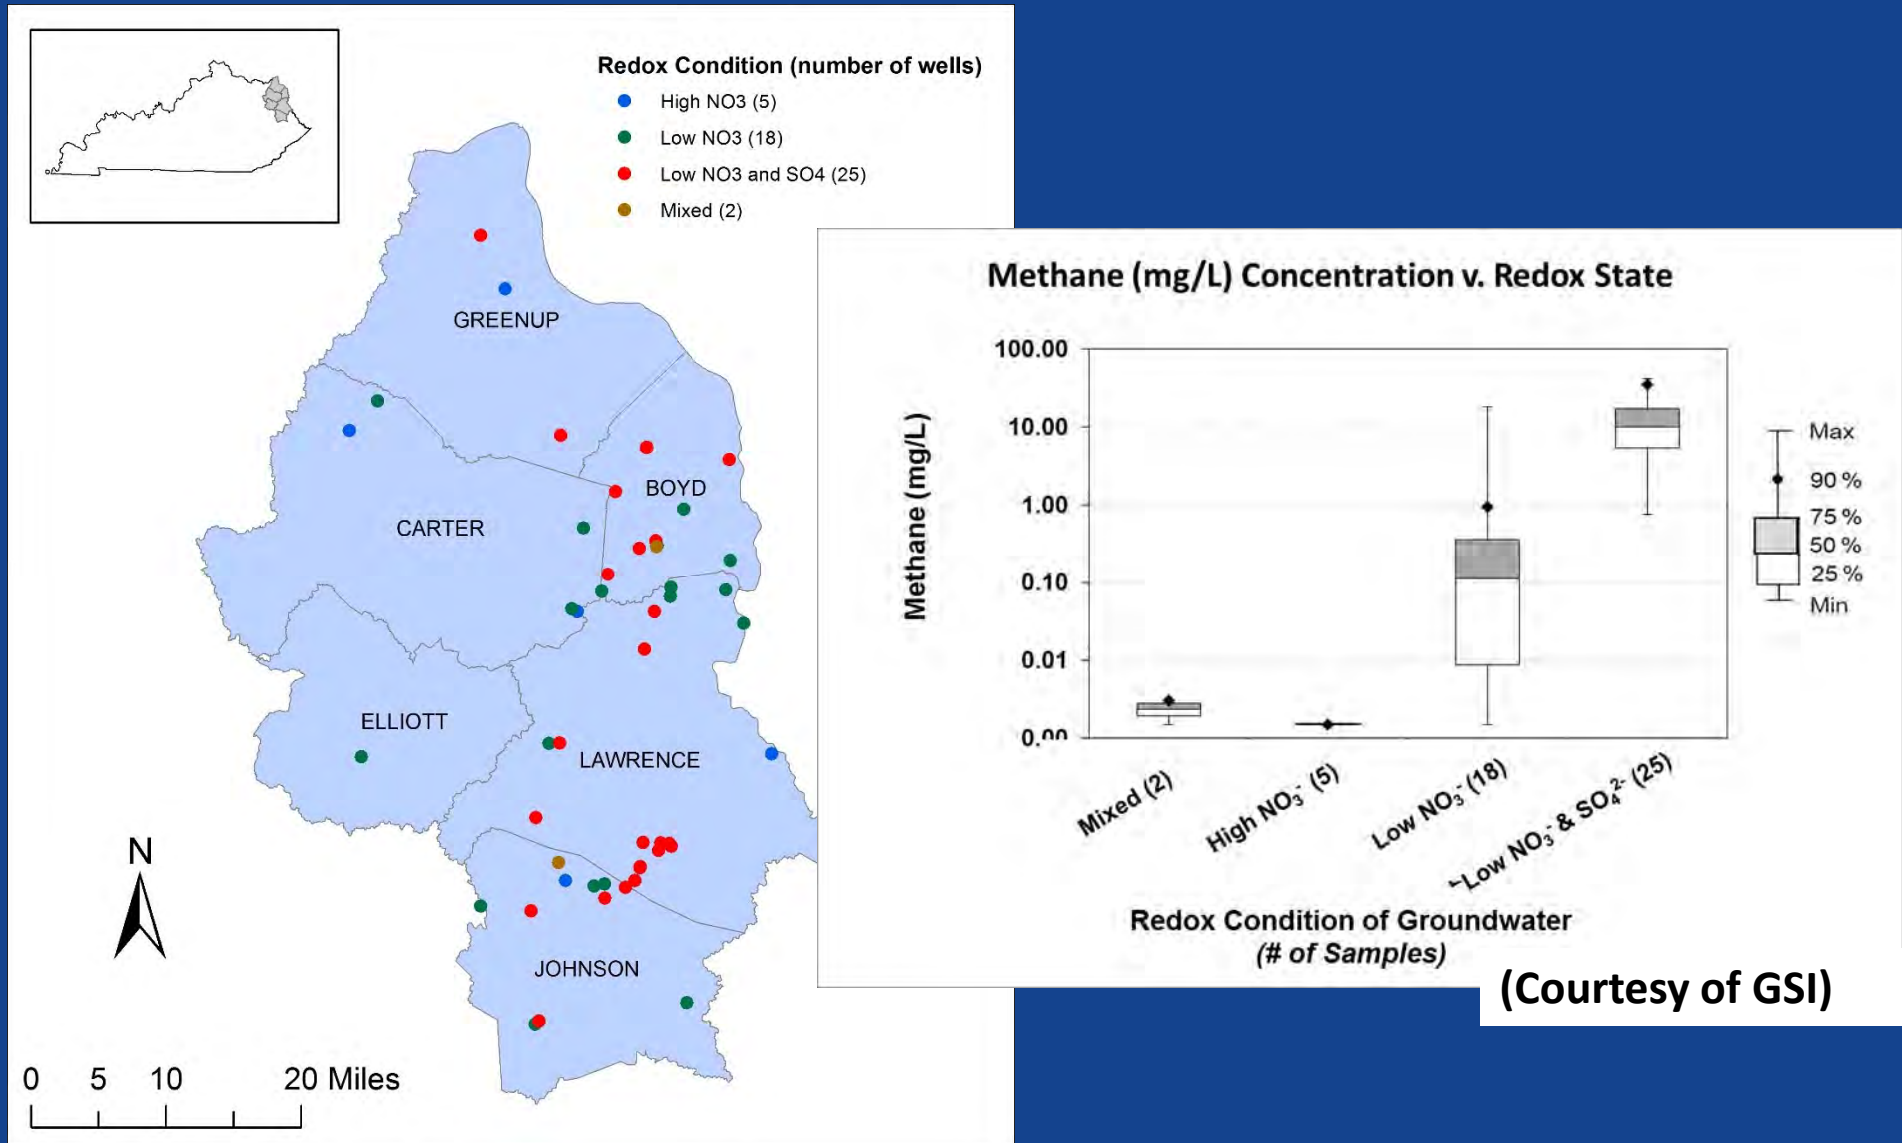 Redox Condition (number of wells)
High NO3 (5)
Low NO3 (18)
Low NO3 and SO4 (25)
Mixed (2)
GREENUP
CARTER
BOYD
ELLIOTT
LAWRENCE
JOHNSON
N
0 5 10 20 Miles
Methane (mg/L) Concentration v. Redox State
Methane (mg/L)
100.00
10.00
1.00
0.10
0.01
0.00
Mixed (2)
High NO₃⁻ (5)
Low NO₃⁻ (18)
Low NO₃⁻ & SO₄²⁻ (25)
Redox Condition of Groundwater
(# of Samples)
Max
90 %
75 %
50 %
25 %
Min
(Courtesy of GSI)